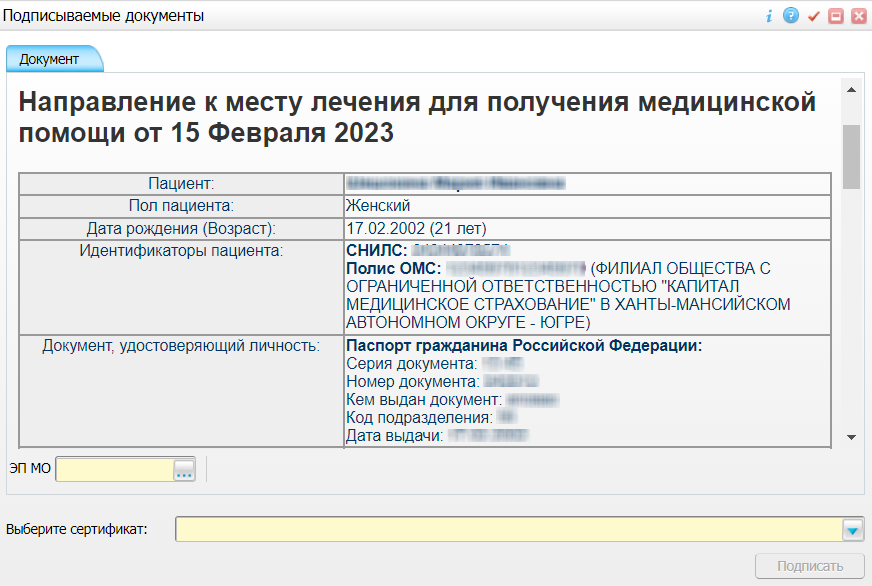 Подписываемые документы
Документ
Направление к месту лечения для получения медицинской
помощи от 15 Февраля 2023
Пациент:
Пол пациента: Женский
Дата рождения (Возраст): 17.02.2002 (21 лет)
Идентификаторы пациента: СНИЛС:
Полис ОМС: (ФИЛИАЛ ОБЩЕСТВА С
ОГРАНИЧЕННОЙ ОТВЕТСТВЕННОСТЬЮ "КАПИТАЛ
МЕДИЦИНСКОЕ СТРАХОВАНИЕ" В ХАНТЫ-МАНСИЙСКОМ
АВТОНОМНОМ ОКРУГЕ - ЮГРЕ)
Документ, удостоверяющий личность: Паспорт гражданина Российской Федерации:
Серия документа:
Номер документа:
Кем выдан документ:
Код подразделения:
Дата выдачи:
ЭП МО ...
Выберите сертификат:
Подписать